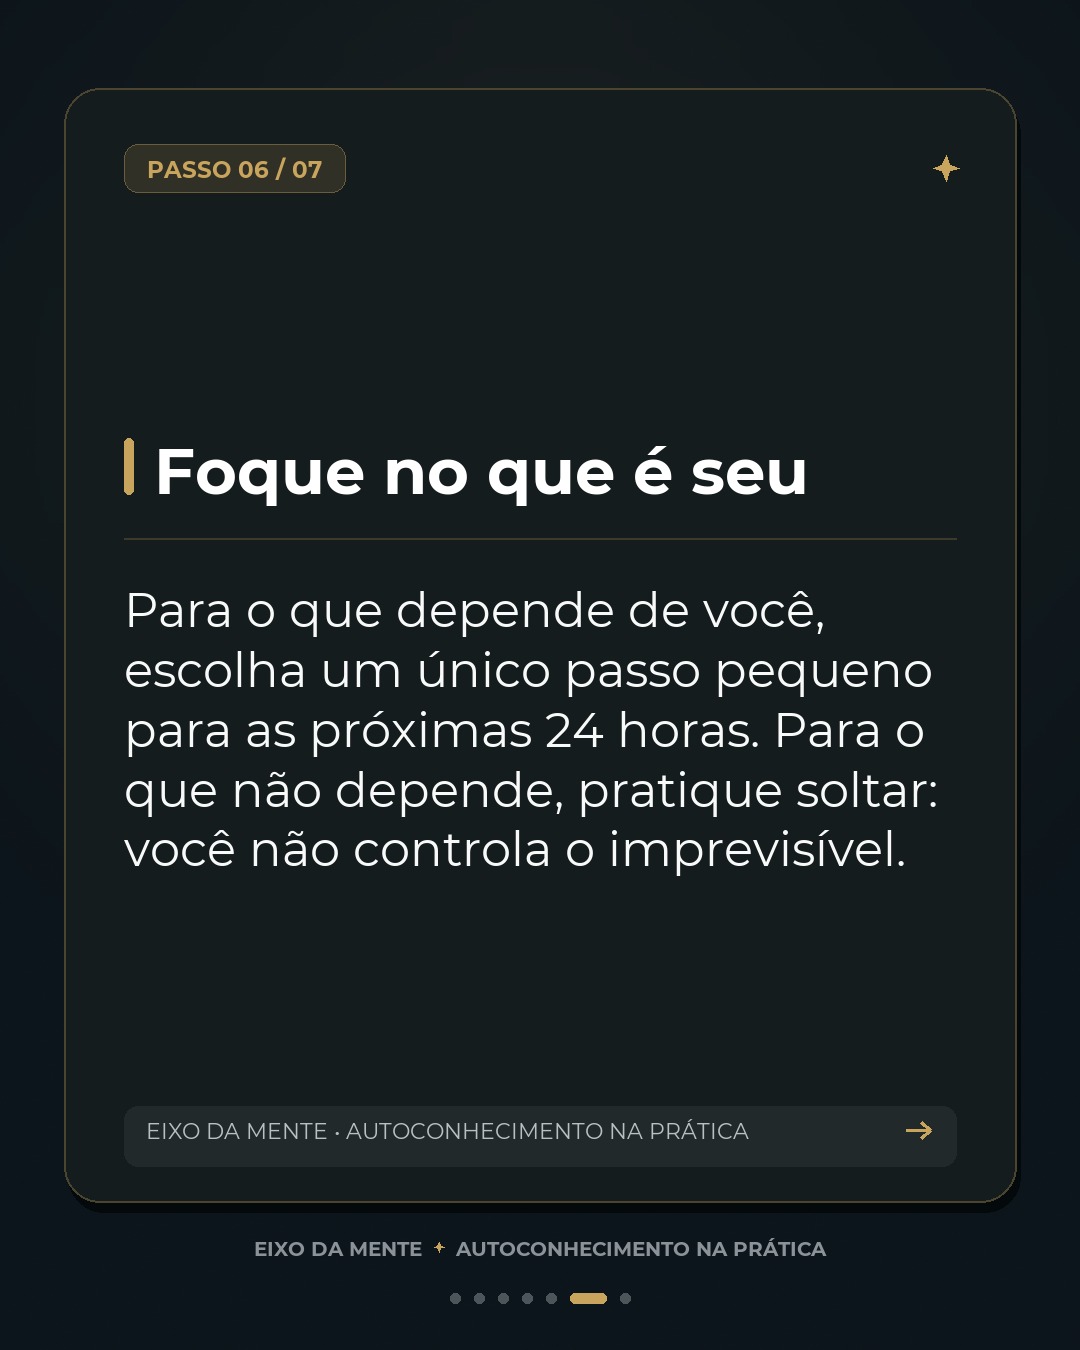 PASSO 06 / 07
Foque no que é seu
Para o que depende de você,
escolha um único passo pequeno
para as próximas 24 horas. Para o
que não depende, pratique soltar:
você não controla o imprevisível.
EIXO DA MENTE • AUTOCONHECIMENTO NA PRÁTICA
EIXO DA MENTE ✦ AUTOCONHECIMENTO NA PRÁTICA